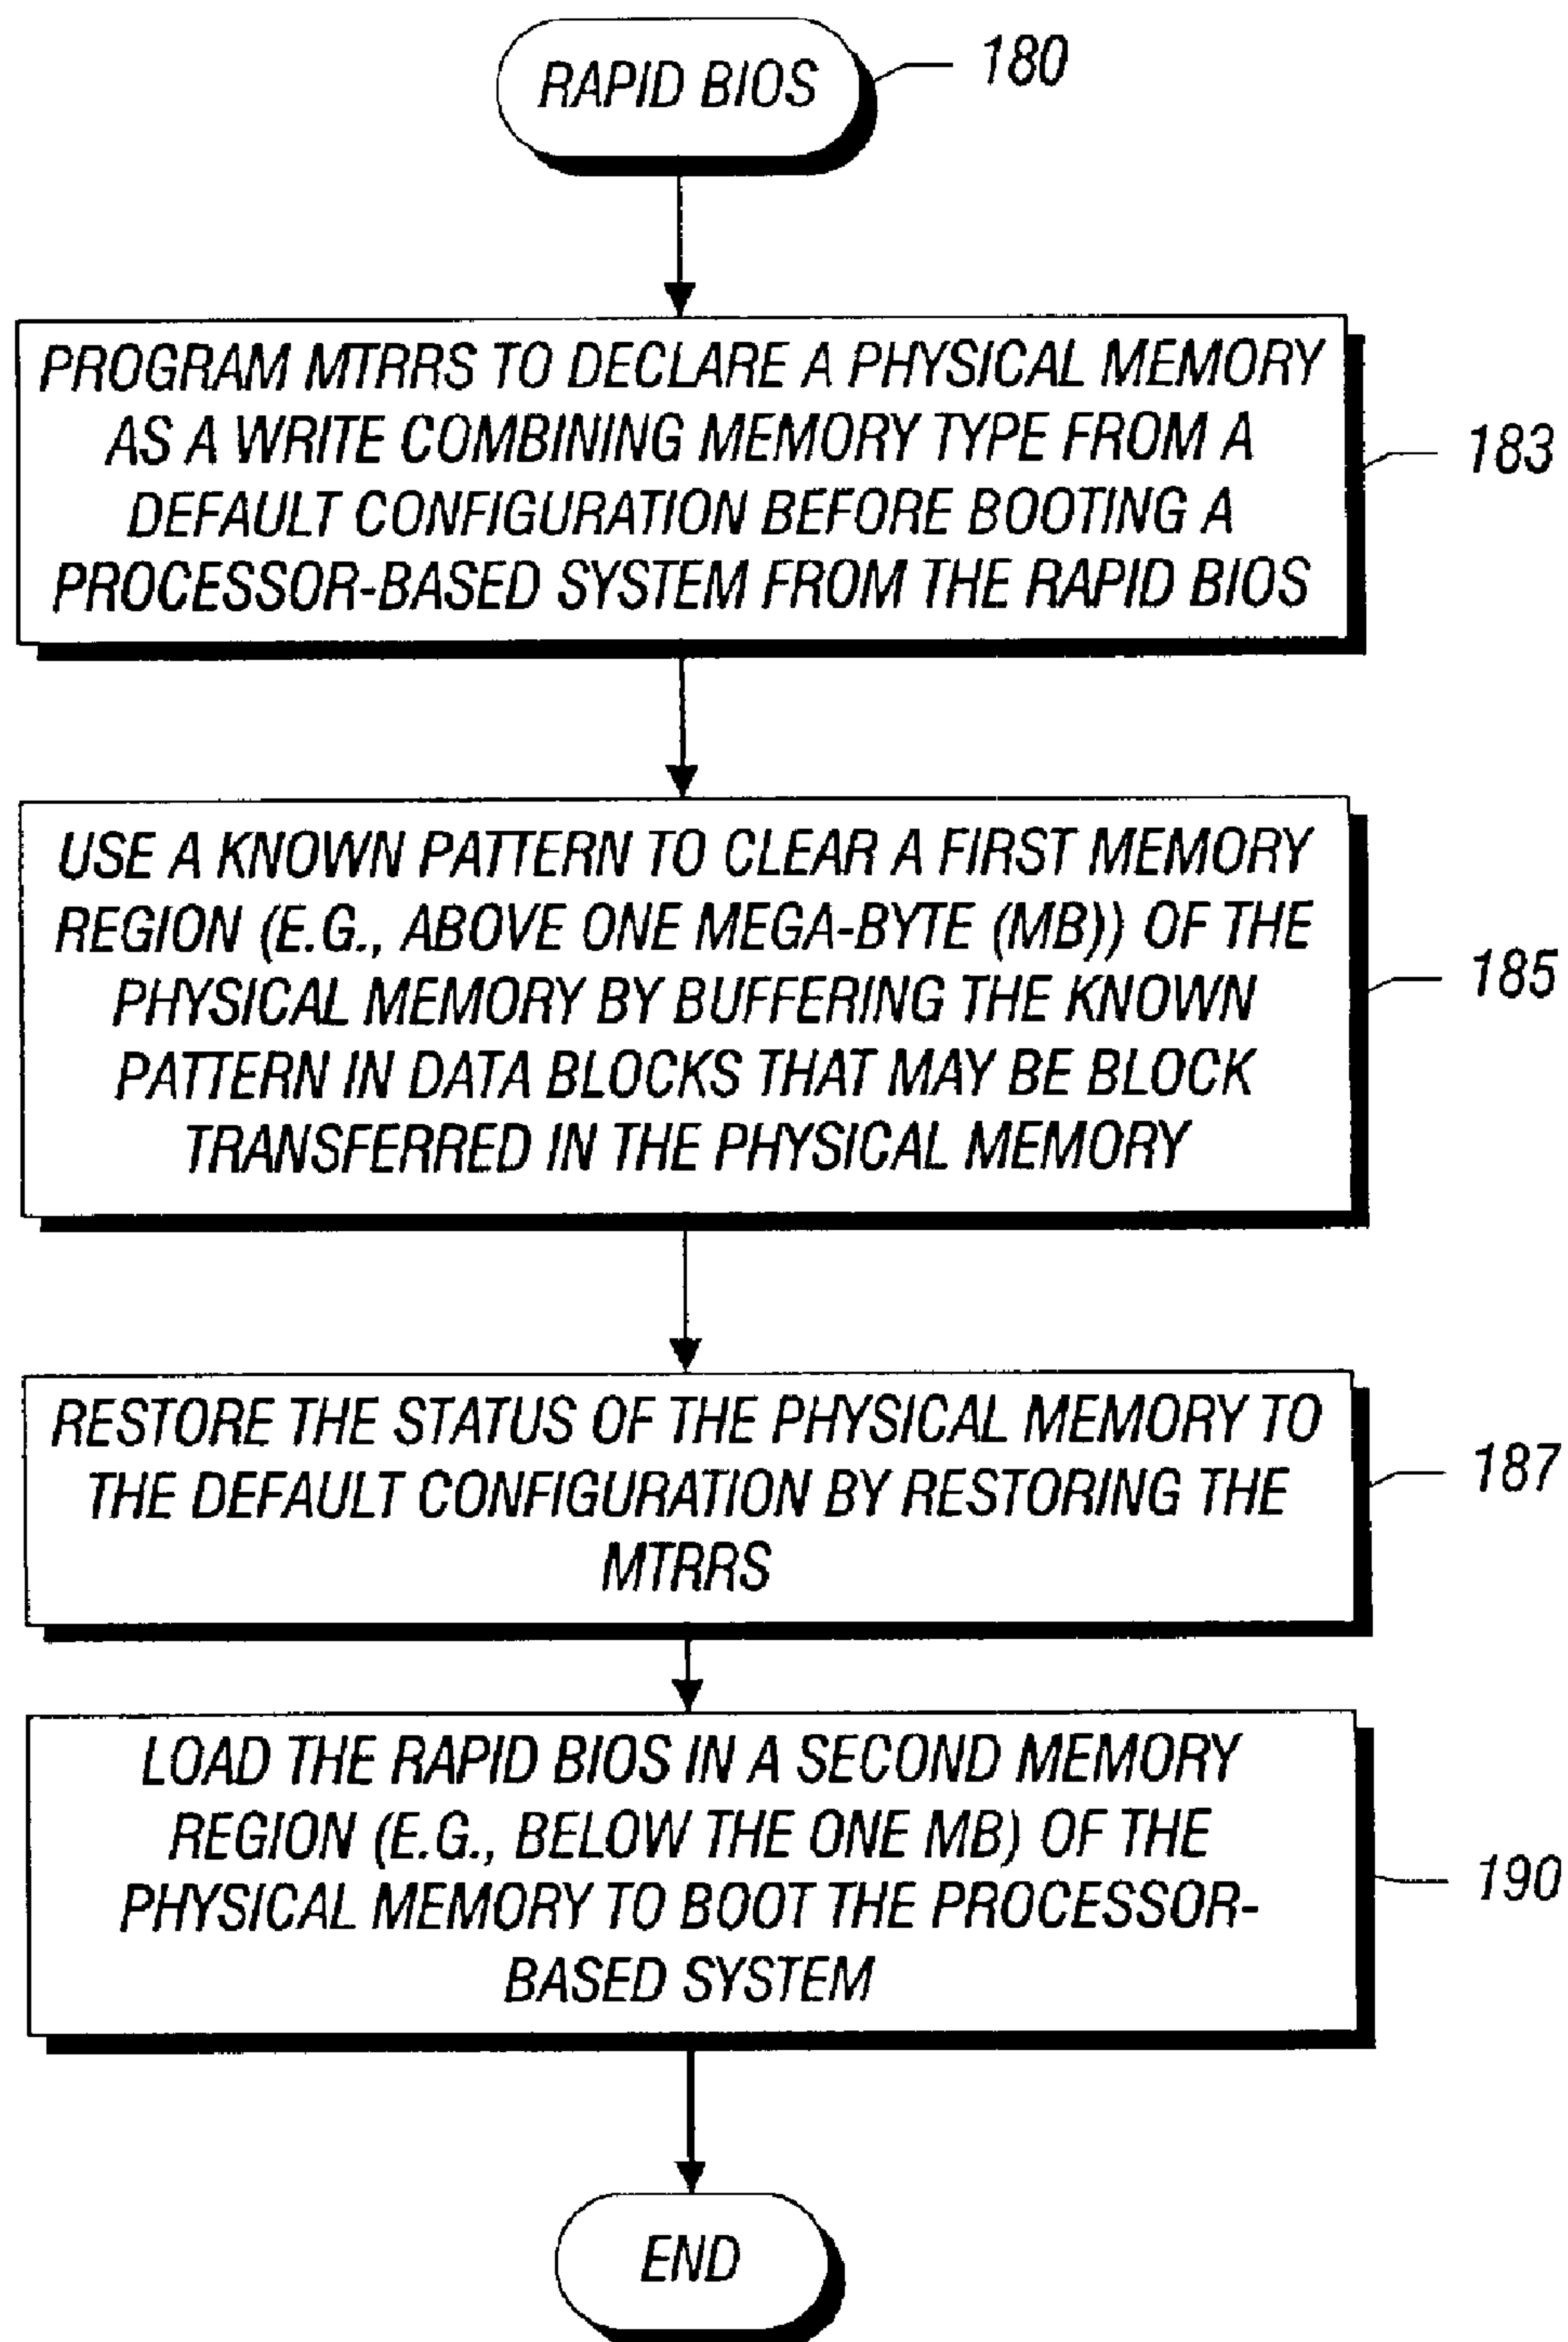 RAPID BIOS
180
PROGRAM MTRRS TO DECLARE A PHYSICAL MEMORY
AS A WRITE COMBINING MEMORY TYPE FROM A
DEFAULT CONFIGURATION BEFORE BOOTING A
PROCESSOR-BASED SYSTEM FROM THE RAPID BIOS
183
USE A KNOWN PATTERN TO CLEAR A FIRST MEMORY
REGION (E.G., ABOVE ONE MEGA-BYTE (MB)) OF THE
PHYSICAL MEMORY BY BUFFERING THE KNOWN
PATTERN IN DATA BLOCKS THAT MAY BE BLOCK
TRANSFERRED IN THE PHYSICAL MEMORY
185
RESTORE THE STATUS OF THE PHYSICAL MEMORY TO
THE DEFAULT CONFIGURATION BY RESTORING THE
MTRRS
187
LOAD THE RAPID BIOS IN A SECOND MEMORY
REGION (E.G., BELOW THE ONE MB) OF THE
PHYSICAL MEMORY TO BOOT THE PROCESSOR-
BASED SYSTEM
190
END